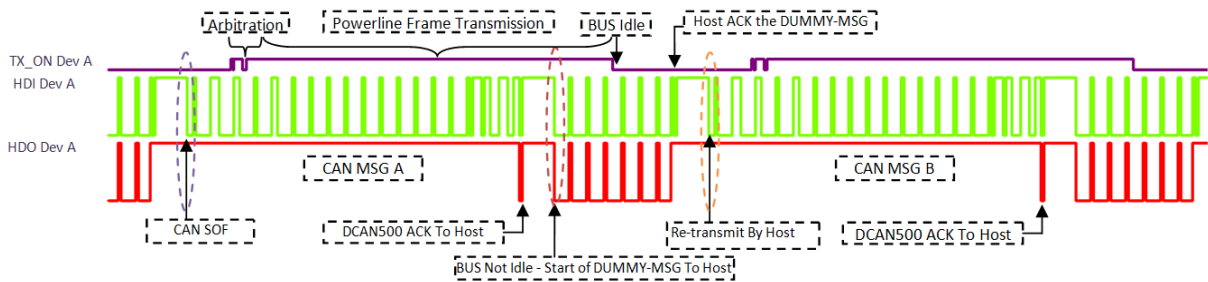 Arbitration
Powerline Frame Transmission
BUS Idle
Host ACK the DUMMY-MSG
TX_ON Dev A
HDI Dev A
HDO Dev A
CAN MSG A
CAN MSG B
CAN SOF
DCAN500 ACK To Host
Re-transmit By Host
DCAN500 ACK To Host
BUS Not Idle - Start of DUMMY-MSG To Host